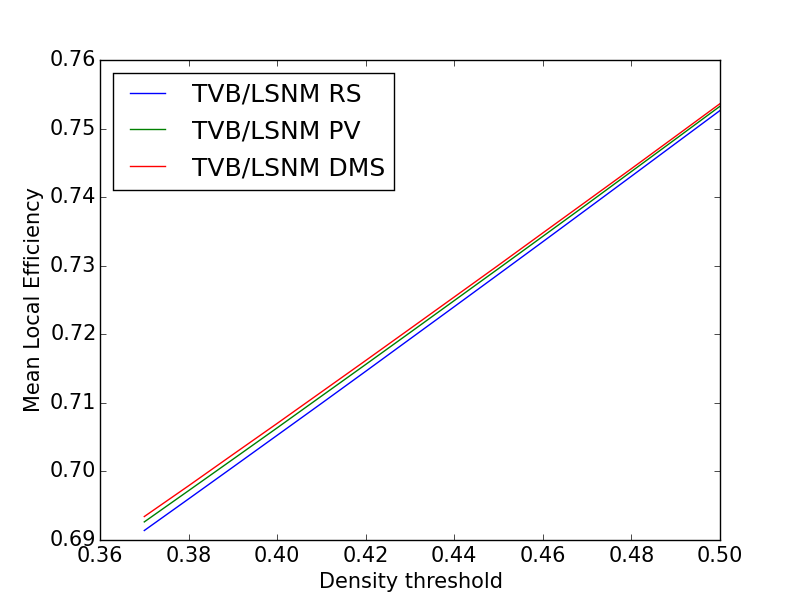 0.76
0.75
0.74
0.73
0.72
0.71
0.70
0.69
Mean Local Efficiency
TVB/LSNM RS
TVB/LSNM PV
TVB/LSNM DMS
0.36 0.38 0.40 0.42 0.44 0.46 0.48 0.50
Density threshold